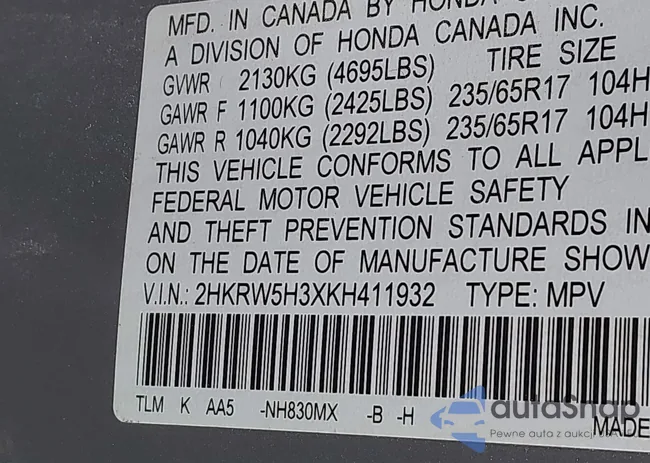 MFD. IN CANADA BY HONDA
A DIVISION OF HONDA CANADA INC.
GVWR 2130KG (4695LBS) TIRE SIZE
GAWR F 1100KG (2425LBS) 235/65R17 104H
GAWR R 1040KG (2292LBS) 235/65R17 104H
THIS VEHICLE CONFORMS TO ALL APPL
FEDERAL MOTOR VEHICLE SAFETY
AND THEFT PREVENTION STANDARDS IN
ON THE DATE OF MANUFACTURE SHOW
V.I.N.: 2HKRW5H3XKH411932 TYPE: MPV
TLM K AA5 -NH830MX -B -H
MADE
autaSnap
Pewne auta z aukcji